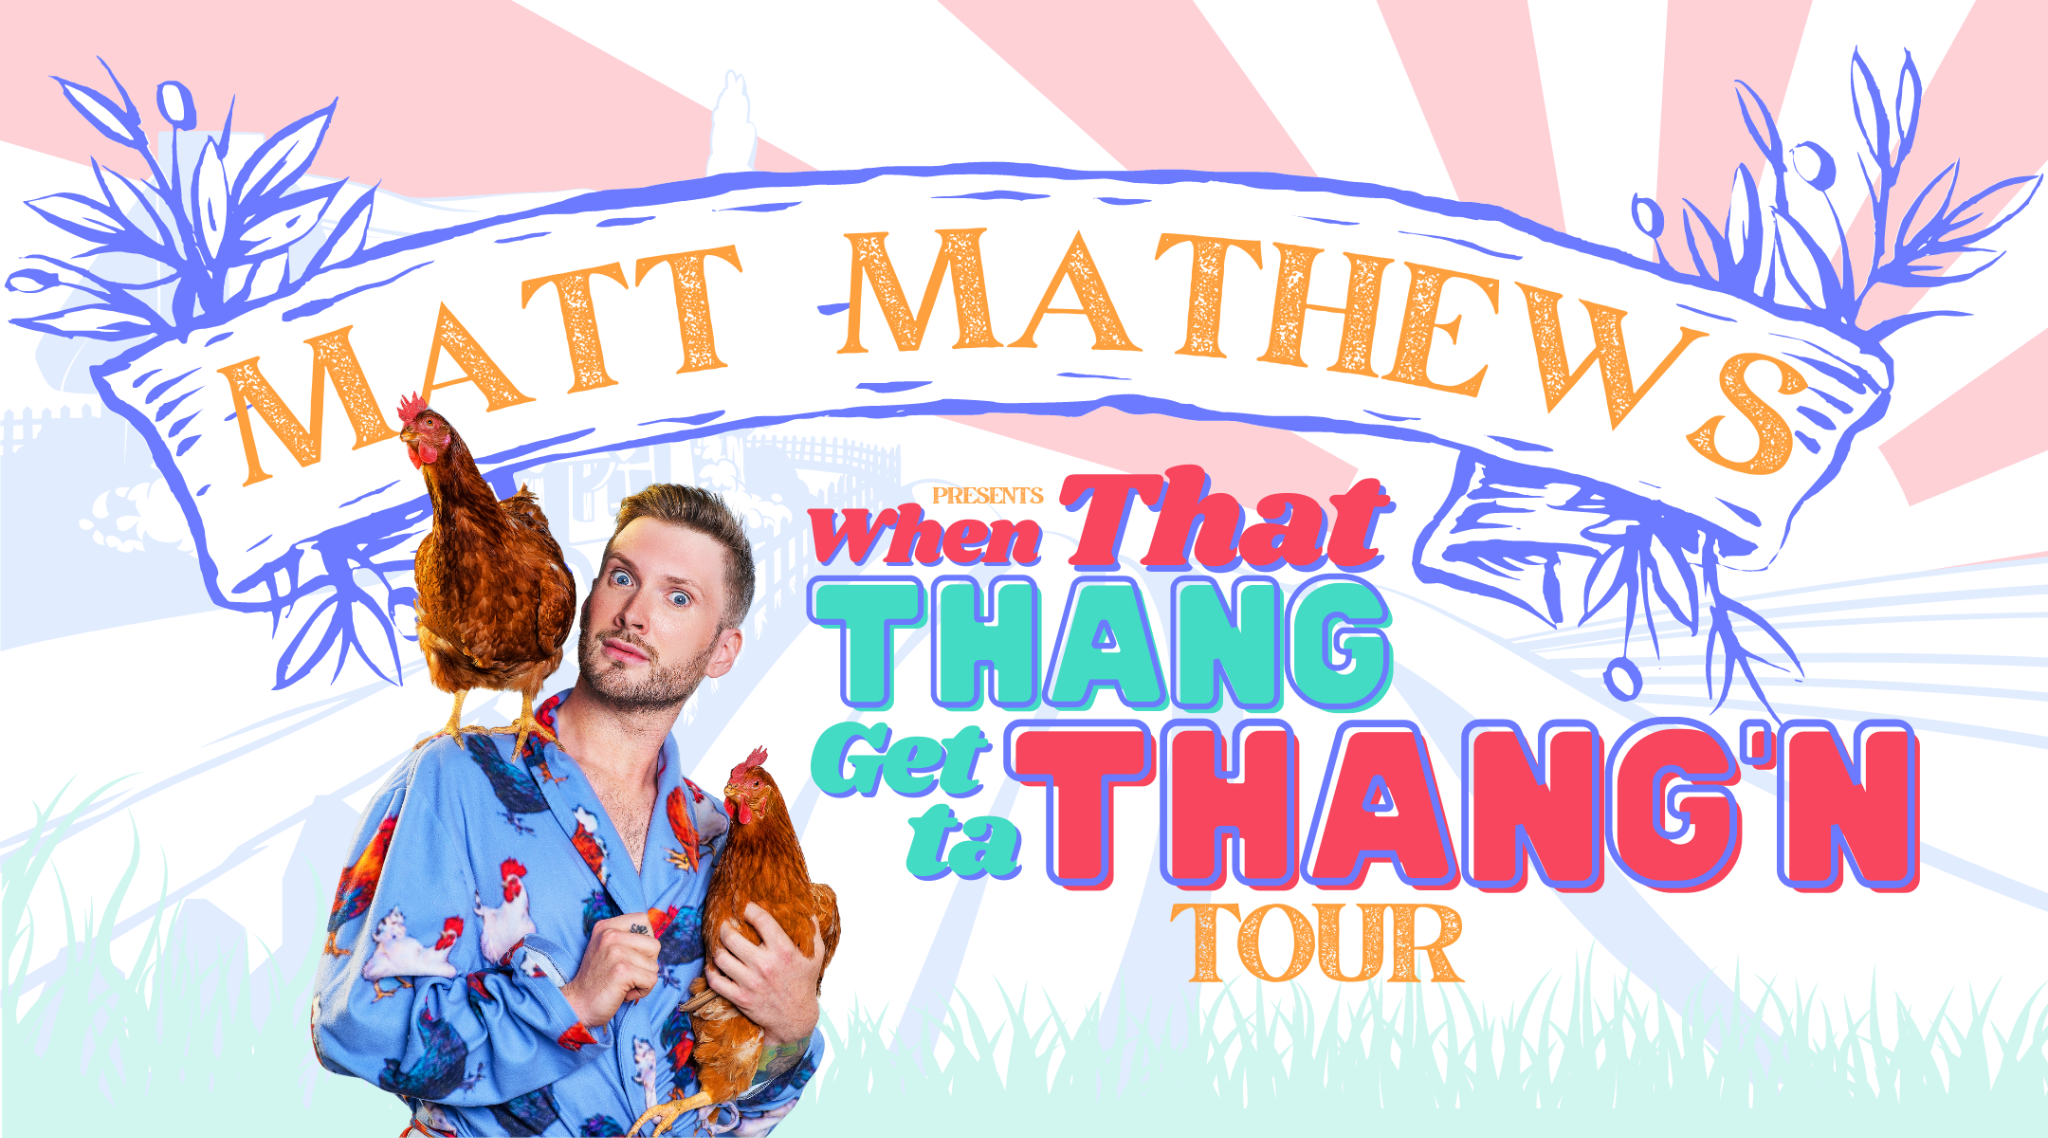 MATT MATHEWS
PRESENTS
When That
THANG
Get
ta THANG'N
TOUR